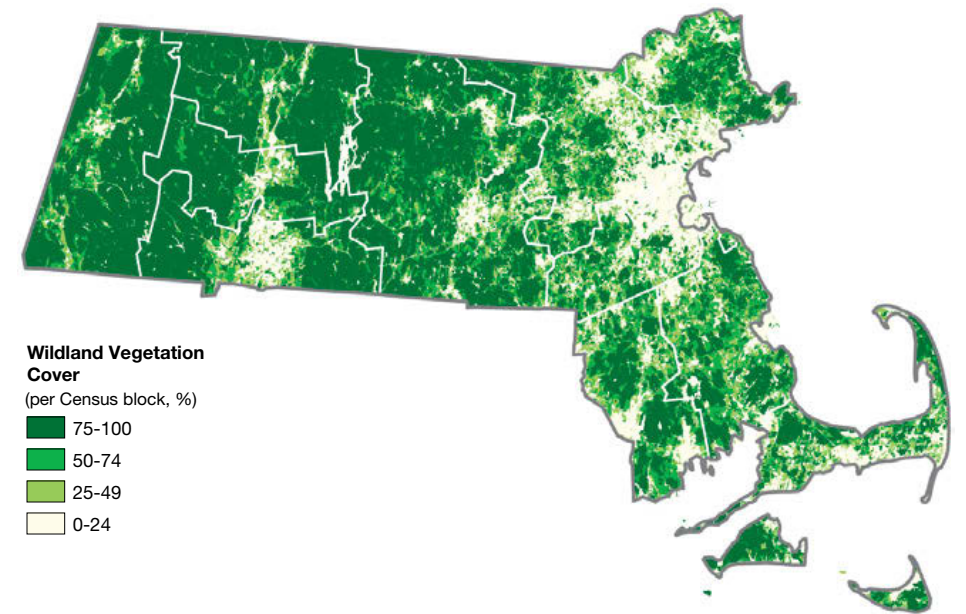 Wildland Vegetation
Cover
(per Census block, %)
75-100
50-74
25-49
0-24